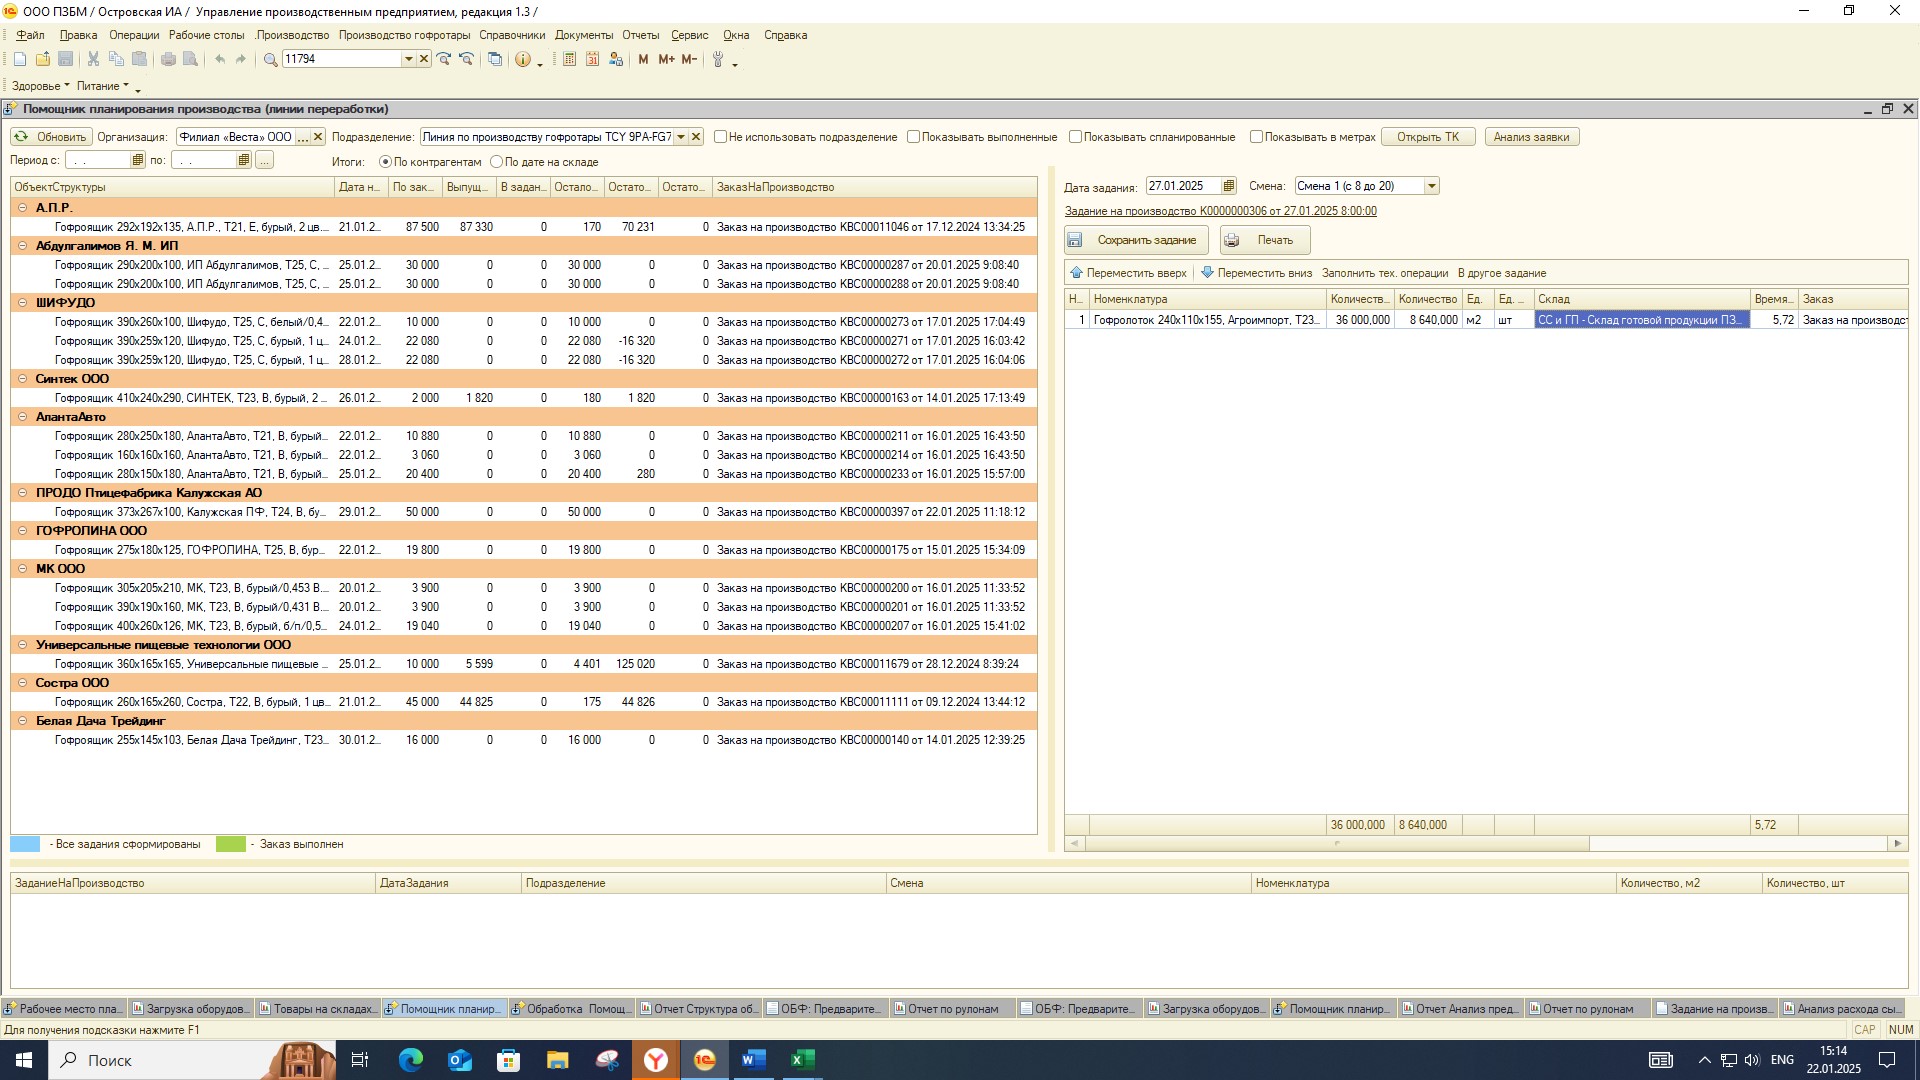 ООО ПЗБМ / Островская ИА / Управление производственным предприятием, редакция 1.3 /
Файл Правка Операции Рабочие столы .Производство Производство гофротары Справочники Документы Отчеты Сервис Окна Справка
11794 M M+ M-
Здоровье Питание
Помощник планирования производства (линии переработки)
Обновить Организация: Филиал «Веста» ООО ... Подразделение: Линия по производству гофротары TCY 9PA-FG7 Не использовать подразделение Показывать выполненные Показывать спланированные Показывать в метрах Открыть ТК Анализ заявки
Период с: . . по: . . ... Итоги: По контрагентам По дате на складе
ОбъектСтруктуры Дата н... По зак... Выпущ... В задан... Остало... Остато... Остато... ЗаказНаПроизводство
А.П.Р.
Гофроящик 292х192х135, А.П.Р., Т21, Е, бурый, 2 цв.... 21.01.2... 87 500 87 330 0 170 70 231 Заказ на производство КВС00011046 от 17.12.2024 13:34:25
Абдулгалимов Я. М. ИП
Гофроящик 290х200х100, ИП Абдулгалимов, Т25, С, ... 25.01.2... 30 000 0 0 30 000 0 0 Заказ на производство КВС00000287 от 20.01.2025 9:08:40
Гофроящик 290х200х100, ИП Абдулгалимов, Т25, С, ... 25.01.2... 30 000 0 0 30 000 0 0 Заказ на производство КВС00000288 от 20.01.2025 9:08:40
ШИФУДО
Гофроящик 390х260х100, Шифудо, Т25, С, белый/0,4... 22.01.2... 10 000 0 0 10 000 0 0 Заказ на производство КВС00000273 от 17.01.2025 17:04:49
Гофроящик 390х259х120, Шифудо, Т25, С, бурый, 1 ц... 24.01.2... 22 080 0 0 22 080 -16 320 0 Заказ на производство КВС00000271 от 17.01.2025 16:03:42
Гофроящик 390х259х120, Шифудо, Т25, С, бурый, 1 ц... 28.01.2... 22 080 0 0 22 080 -16 320 0 Заказ на производство КВС00000272 от 17.01.2025 16:04:06
Синтек ООО
Гофроящик 410х240х290, СИНТЕК, Т23, В, бурый, 2 ... 26.01.2... 2 000 1 820 0 180 1 820 0 Заказ на производство КВС00000163 от 14.01.2025 17:13:49
АлантаАвто
Гофроящик 280х250х180, АлантаАвто, Т21, В, бурый... 22.01.2... 10 880 0 0 10 880 0 0 Заказ на производство КВС00000211 от 16.01.2025 16:43:50
Гофроящик 160х160х160, АлантаАвто, Т21, В, бурый... 22.01.2... 3 060 0 0 3 060 0 0 Заказ на производство КВС00000214 от 16.01.2025 16:43:50
Гофроящик 280х150х180, АлантаАвто, Т21, В, бурый... 25.01.2... 20 400 0 0 20 400 280 0 Заказ на производство КВС00000233 от 16.01.2025 15:57:00
ПРОДО Птицефабрика Калужская АО
Гофроящик 373х267х100, Калужская ПФ, Т24, В, бу... 29.01.2... 50 000 0 0 50 000 0 0 Заказ на производство КВС00000397 от 22.01.2025 11:18:12
ГОФРОЛИНА ООО
Гофроящик 275х180х125, ГОФРОЛИНА, Т25, В, бур... 22.01.2... 19 800 0 0 19 800 0 0 Заказ на производство КВС00000175 от 15.01.2025 15:34:09
МК ООО
Гофроящик 305х205х210, МК, Т23, В, бурый/0,453 В... 20.01.2... 3 900 0 0 3 900 0 0 Заказ на производство КВС00000200 от 16.01.2025 11:33:52
Гофроящик 390х190х160, МК, Т23, В, бурый/0,431 В... 20.01.2... 3 900 0 0 3 900 0 0 Заказ на производство КВС00000201 от 16.01.2025 11:33:52
Гофроящик 400х260х126, МК, Т23, В, бурый, б/п/0,5... 24.01.2... 19 040 0 0 19 040 0 0 Заказ на производство КВС00000207 от 16.01.2025 15:41:02
Универсальные пищевые технологии ООО
Гофроящик 360х165х165, Универсальные пищевые ... 25.01.2... 10 000 5 599 0 4 401 125 020 0 Заказ на производство КВС00011679 от 28.12.2024 8:39:24
Состра ООО
Гофроящик 260х165х260, Состра, Т22, В, бурый, 1 цв... 21.01.2... 45 000 44 825 0 175 44 826 0 Заказ на производство КВС00011111 от 09.12.2024 13:44:12
Белая Дача Трейдинг
Гофроящик 255х145х103, Белая Дача Трейдинг, Т23... 30.01.2... 16 000 0 0 16 000 0 0 Заказ на производство КВС00000140 от 14.01.2025 12:39:25
- Все задания сформированы - Заказ выполнен
Дата задания: 27.01.2025 Смена: Смена 1 (с 8 до 20)
Задание на производство К0000000306 от 27.01.2025 8:00:00
Сохранить задание Печать
Переместить вверх Переместить вниз Заполнить тех. операции В другое задание
Н... Номенклатура Количеств... Количество Ед. Ед. ... Склад Время... Заказ
1 Гофролоток 240х110х155, Агроимпорт, Т23... 36 000,000 8 640,000 м2 шт СС и ГП - Склад готовой продукции ПЗ... 5,72 Заказ на производст
36 000,000 8 640,000 5,72
ЗаданиеНаПроизводство ДатаЗадания Подразделение Смена Номенклатура Количество, м2 Количество, шт
Рабочее место пла... Загрузка оборудов... Товары на складах... Помощник планир... Обработка Помощ... Отчет Структура об... ОБФ: Предварите... Отчет по рулонам ОБФ: Предварите... Загрузка оборудов... Помощник планир... Отчет Анализ пред... Отчет по рулонам Задание на произв... Анализ расхода сы...
Для получения подсказки нажмите F1 CAP NUM
Поиск ENG 15:14
22.01.2025